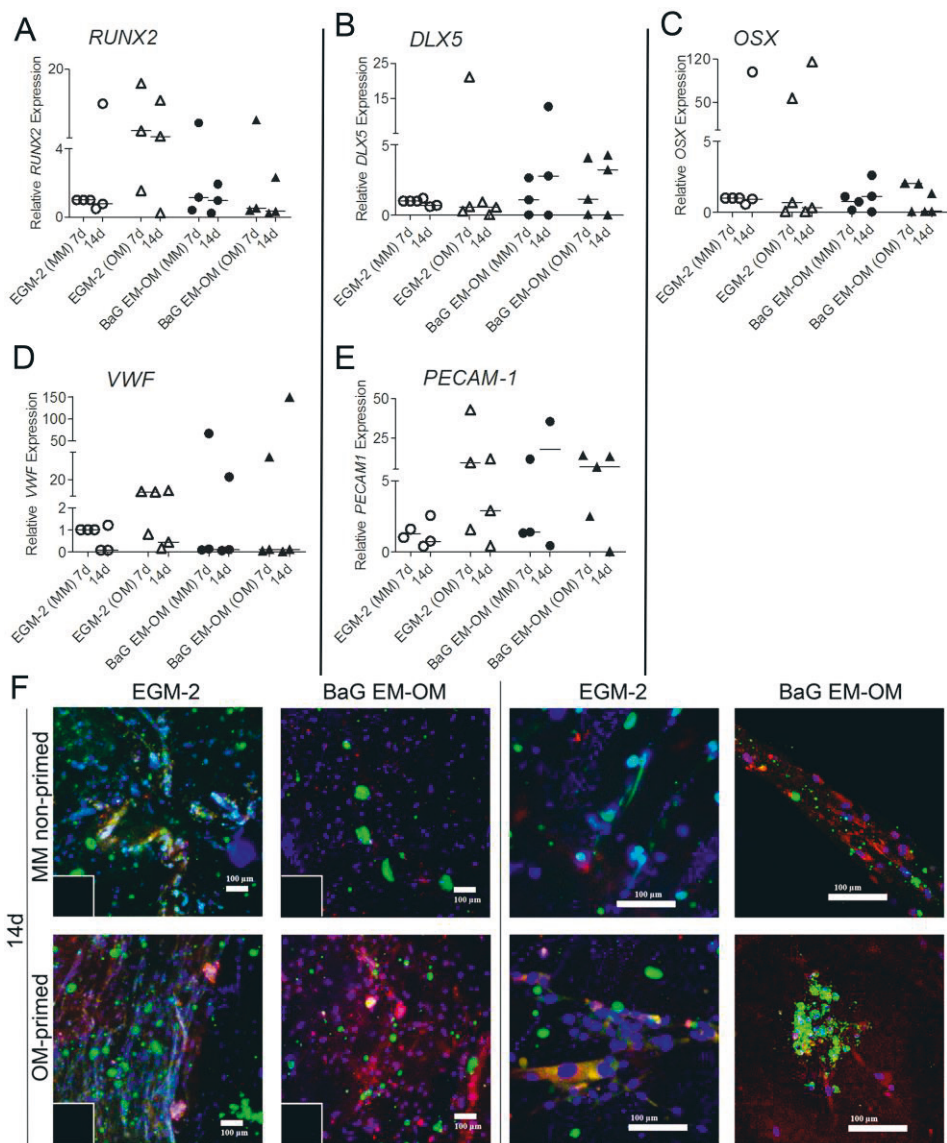 A
RUNX2
Relative RUNX2 Expression
20
4
2
0
EGM-2 (MM) 7d
14d
EGM-2 (OM) 7d
14d
BaG EM-OM (MM) 7d
14d
BaG EM-OM (OM) 7d
14d
B
DLX5
Relative DLX5 Expression
25
15
5
0
EGM-2 (MM) 7d
14d
EGM-2 (OM) 7d
14d
BaG EM-OM (MM) 7d
14d
BaG EM-OM (OM) 7d
14d
C
OSX
Relative OSX Expression
120
50
5
0
EGM-2 (MM) 7d
14d
EGM-2 (OM) 7d
14d
BaG EM-OM (MM) 7d
14d
BaG EM-OM (OM) 7d
14d
D
VWF
Relative VWF Expression
150
100
50
20
2
1
0
EGM-2 (MM) 7d
14d
EGM-2 (OM) 7d
14d
BaG EM-OM (MM) 7d
14d
BaG EM-OM (OM) 7d
14d
E
PECAM-1
Relative PECAM1 Expression
50
25
5
0
EGM-2 (MM) 7d
14d
EGM-2 (OM) 7d
14d
BaG EM-OM (MM) 7d
14d
BaG EM-OM (OM) 7d
14d
F
EGM-2
BaG EM-OM
EGM-2
BaG EM-OM
14d
MM non-primed
100 µm
100 µm
100 µm
100 µm
OM-primed
100 µm
100 µm
100 µm
100 µm